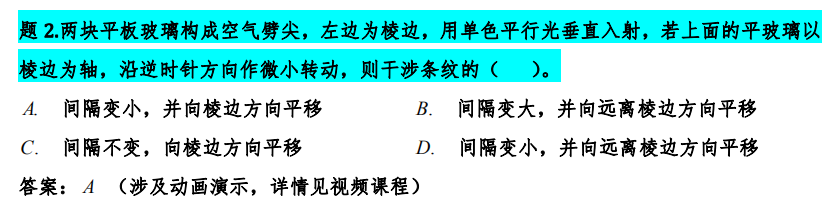 题 2.两块平板玻璃构成空气劈尖，左边为棱边，用单色平行光垂直入射，若上面的平玻璃以
棱边为轴，沿逆时针方向作微小转动，则干涉条纹的（　　）。
A. 间隔变小，并向棱边方向平移 B. 间隔变大，并向远离棱边方向平移
C. 间隔不变，向棱边方向平移 D. 间隔变小，并向远离棱边方向平移
答案： A （涉及动画演示，详情见视频课程）